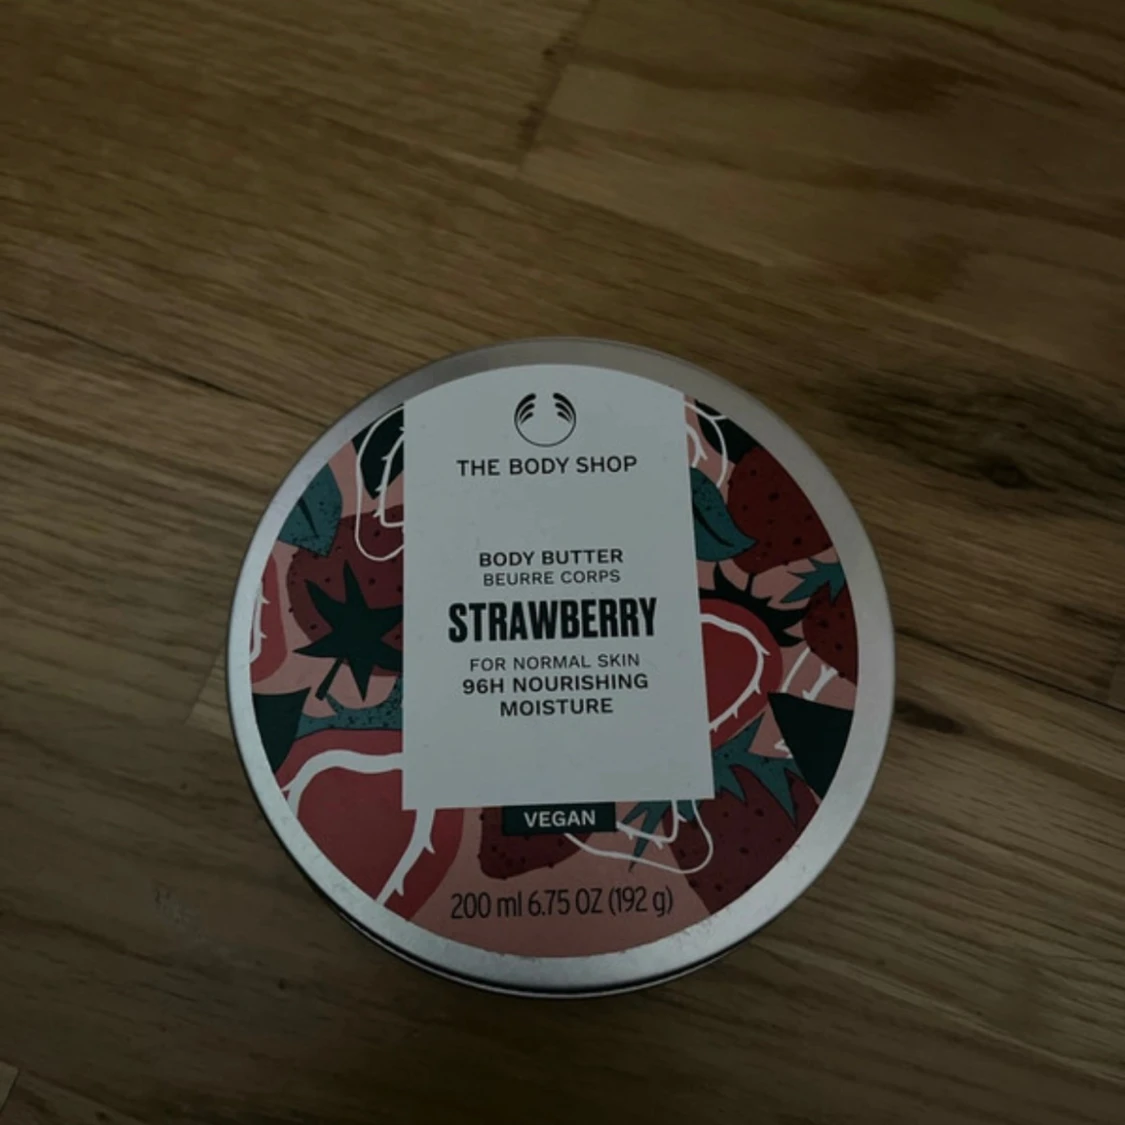 THE BODY SHOP
BODY BUTTER
BEURRE CORPS
STRAWBERRY
FOR NORMAL SKIN
96H NOURISHING
MOISTURE
VEGAN
200 ml 6.75 OZ (192 g)